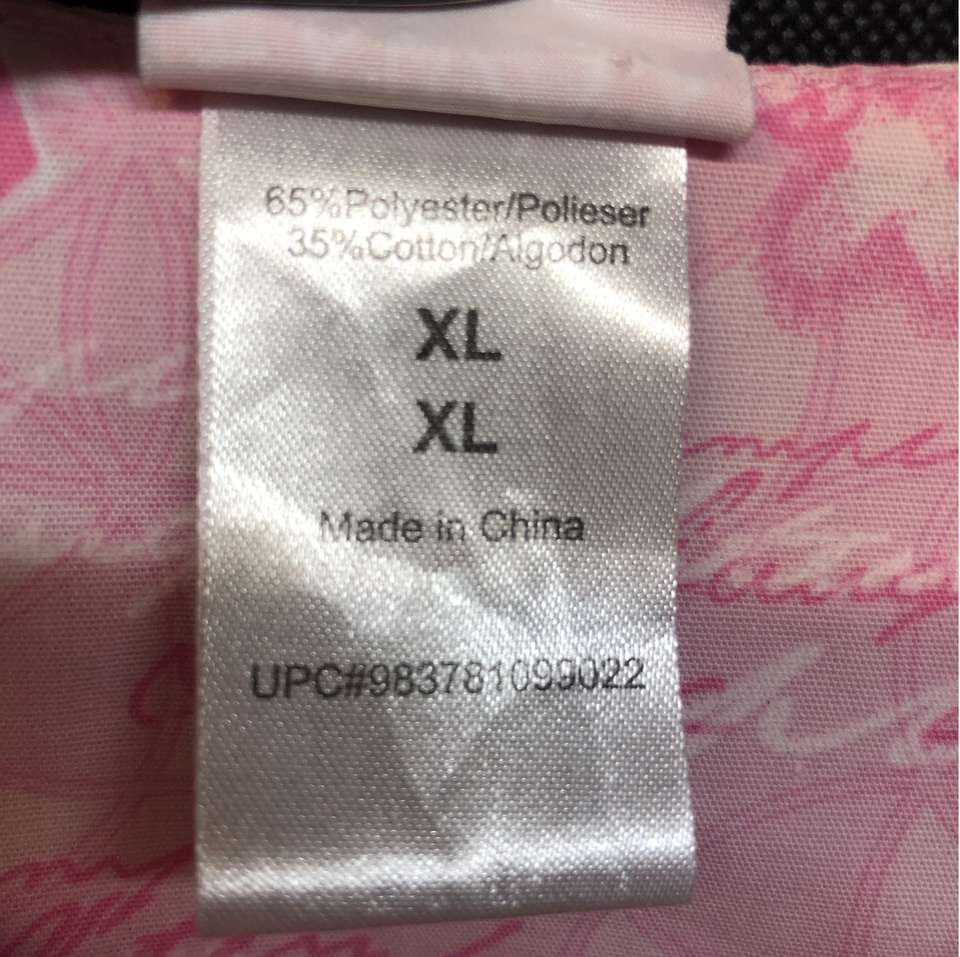 65%Polyester/Polieser
35%Cotton/Algodon
XL
XL
Made in China
UPC#983781099022